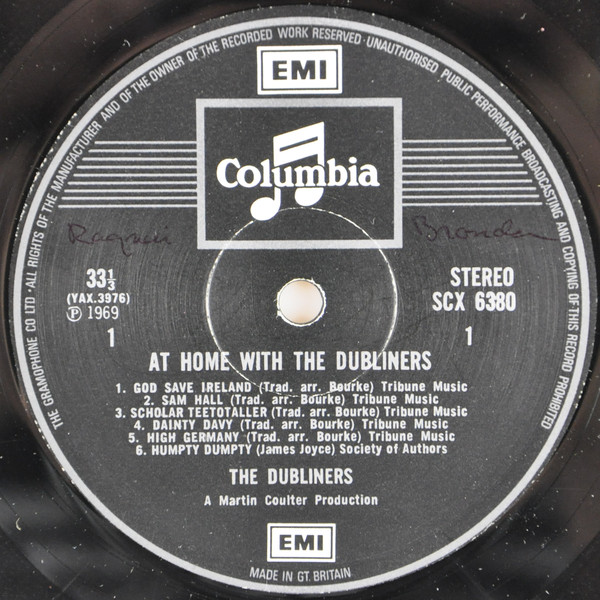 THE GRAMOPHONE CO LTD · ALL RIGHTS OF THE MANUFACTURER AND OF THE OWNER OF THE RECORDED WORK RESERVED · UNAUTHORISED PUBLIC PERFORMANCE BROADCASTING AND COPYING OF THIS RECORD PROHIBITED
EMI
Columbia
33⅓
(YAX.3976)
Ⓟ 1969
1
STEREO
SCX 6380
1
AT HOME WITH THE DUBLINERS
1. GOD SAVE IRELAND (Trad. arr. Bourke) Tribune Music
2. SAM HALL (Trad. arr. Bourke) Tribune Music
3. SCHOLAR TEETOTALLER (Trad. arr. Bourke) Tribune Music
4. DAINTY DAVY (Trad. arr. Bourke) Tribune Music
5. HIGH GERMANY (Trad. arr. Bourke) Tribune Music
6. HUMPTY DUMPTY (James Joyce) Society of Authors
THE DUBLINERS
A Martin Coulter Production
EMI
MADE IN GT. BRITAIN